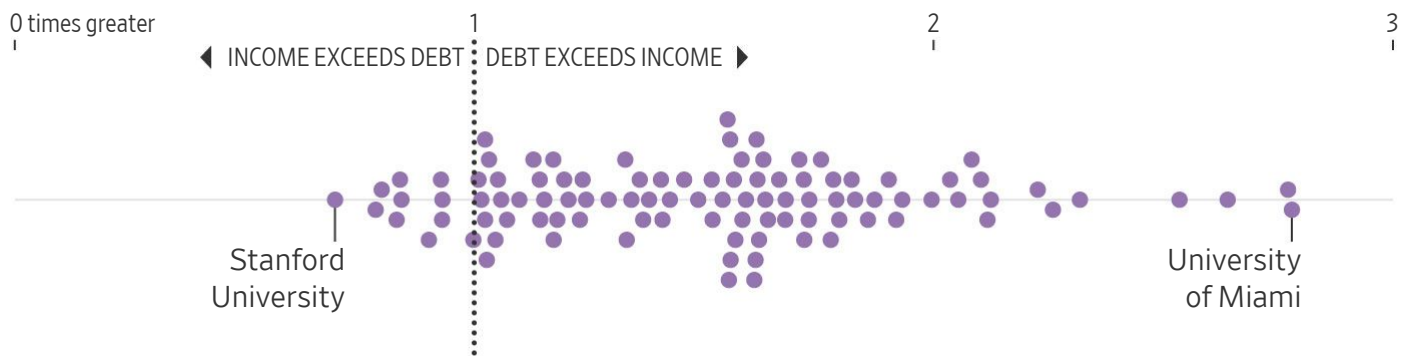 0 times greater
1
2
3
INCOME EXCEEDS DEBT
DEBT EXCEEDS INCOME
Stanford
University
University
of Miami